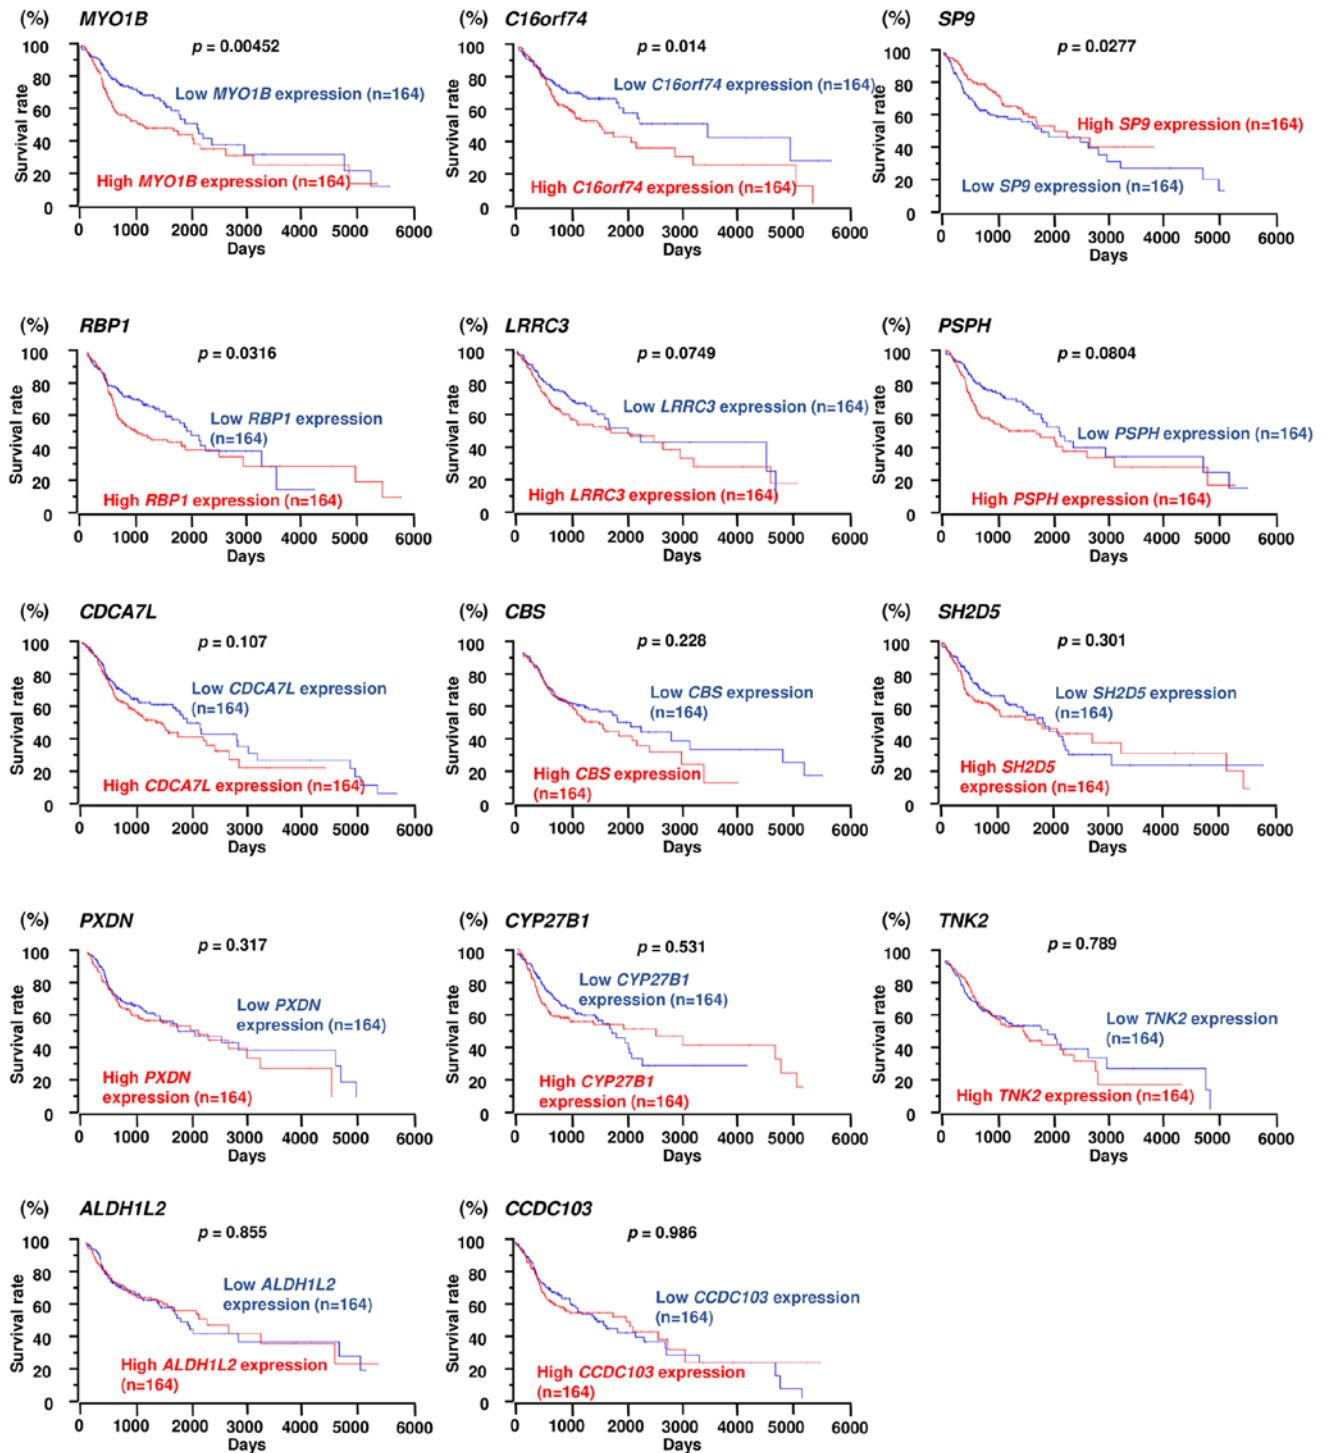 (%) MYO1B
p = 0.00452
Survival rate
100
80
60
40
20
0
Low MYO1B expression (n=164)
High MYO1B expression (n=164)
0 1000 2000 3000 4000 5000 6000
Days
(%) C16orf74
p = 0.014
Survival rate
100
80
60
40
20
0
Low C16orf74 expression (n=164)
High C16orf74 expression (n=164)
0 1000 2000 3000 4000 5000 6000
Days
(%) SP9
p = 0.0277
Survival rate
100
80
60
40
20
0
High SP9 expression (n=164)
Low SP9 expression (n=164)
0 1000 2000 3000 4000 5000 6000
Days
(%) RBP1
p = 0.0316
Survival rate
100
80
60
40
20
0
Low RBP1 expression
(n=164)
High RBP1 expression (n=164)
0 1000 2000 3000 4000 5000 6000
Days
(%) LRRC3
p = 0.0749
Survival rate
100
80
60
40
20
0
Low LRRC3 expression (n=164)
High LRRC3 expression (n=164)
0 1000 2000 3000 4000 5000 6000
Days
(%) PSPH
p = 0.0804
Survival rate
100
80
60
40
20
0
Low PSPH expression (n=164)
High PSPH expression (n=164)
0 1000 2000 3000 4000 5000 6000
Days
(%) CDCA7L
p = 0.107
Survival rate
100
80
60
40
20
0
Low CDCA7L expression
(n=164)
High CDCA7L expression (n=164)
0 1000 2000 3000 4000 5000 6000
Days
(%) CBS
p = 0.228
Survival rate
100
80
60
40
20
0
Low CBS expression
(n=164)
High CBS expression
(n=164)
0 1000 2000 3000 4000 5000 6000
Days
(%) SH2D5
p = 0.301
Survival rate
100
80
60
40
20
0
Low SH2D5 expression
(n=164)
High SH2D5
expression (n=164)
0 1000 2000 3000 4000 5000 6000
Days
(%) PXDN
p = 0.317
Survival rate
100
80
60
40
20
0
Low PXDN
expression (n=164)
High PXDN
expression (n=164)
0 1000 2000 3000 4000 5000 6000
Days
(%) CYP27B1
p = 0.531
Survival rate
100
80
60
40
20
0
Low CYP27B1
expression (n=164)
High CYP27B1
expression (n=164)
0 1000 2000 3000 4000 5000 6000
Days
(%) TNK2
p = 0.789
Survival rate
100
80
60
40
20
0
Low TNK2 expression
(n=164)
High TNK2 expression (n=164)
0 1000 2000 3000 4000 5000 6000
Days
(%) ALDH1L2
p = 0.855
Survival rate
100
80
60
40
20
0
Low ALDH1L2
expression (n=164)
High ALDH1L2 expression
(n=164)
0 1000 2000 3000 4000 5000 6000
Days
(%) CCDC103
p = 0.986
Survival rate
100
80
60
40
20
0
Low CCDC103 expression
(n=164)
High CCDC103 expression
(n=164)
0 1000 2000 3000 4000 5000 6000
Days